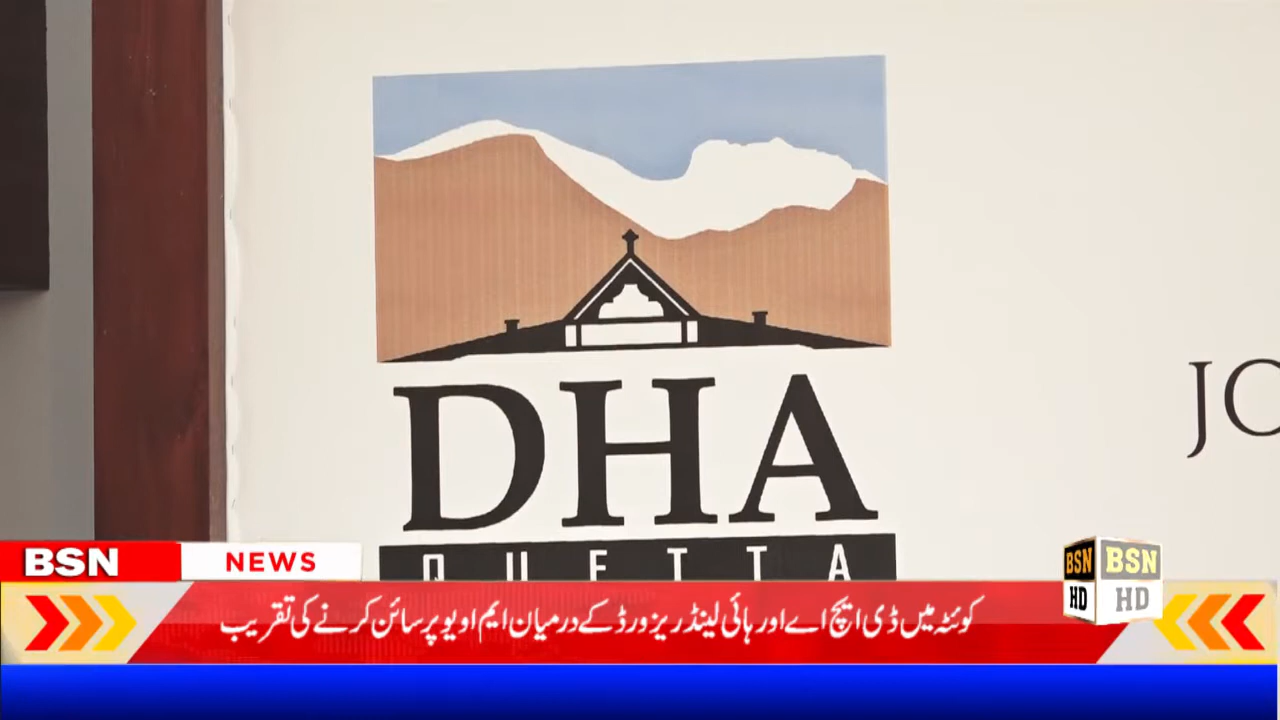 DHA
QUETTA
JO
BSN NEWS
BSN BSN
HD HD
کوئٹہ میں ڈی ایچ اے اور ہائی لینڈ ریزورڈ کے درمیان ایم او یو پر سائن کرنے کی تقریب